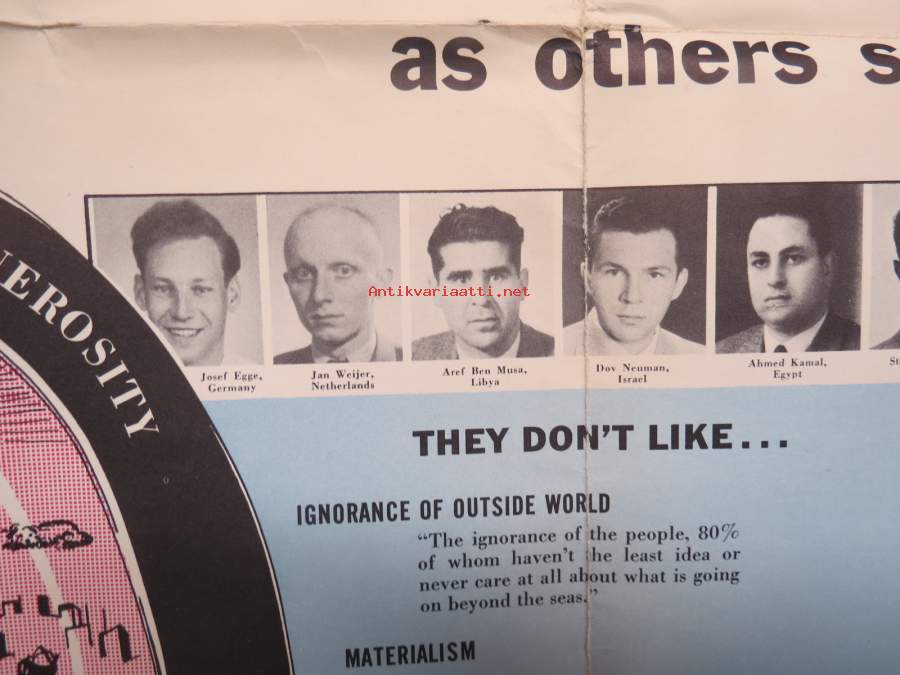 as others s
NEROSITY
Antikvariaatti.net
Josef Egge,
Germany
Jan Weijer,
Netherlands
Aref Ben Musa,
Libya
Dov Neuman,
Israel
Ahmed Kamal,
Egypt
St
THEY DON'T LIKE...
IGNORANCE OF OUTSIDE WORLD
“The ignorance of the people, 80%
of whom haven't the least idea or
never care at all about what is going
on beyond the seas.”
MATERIALISM